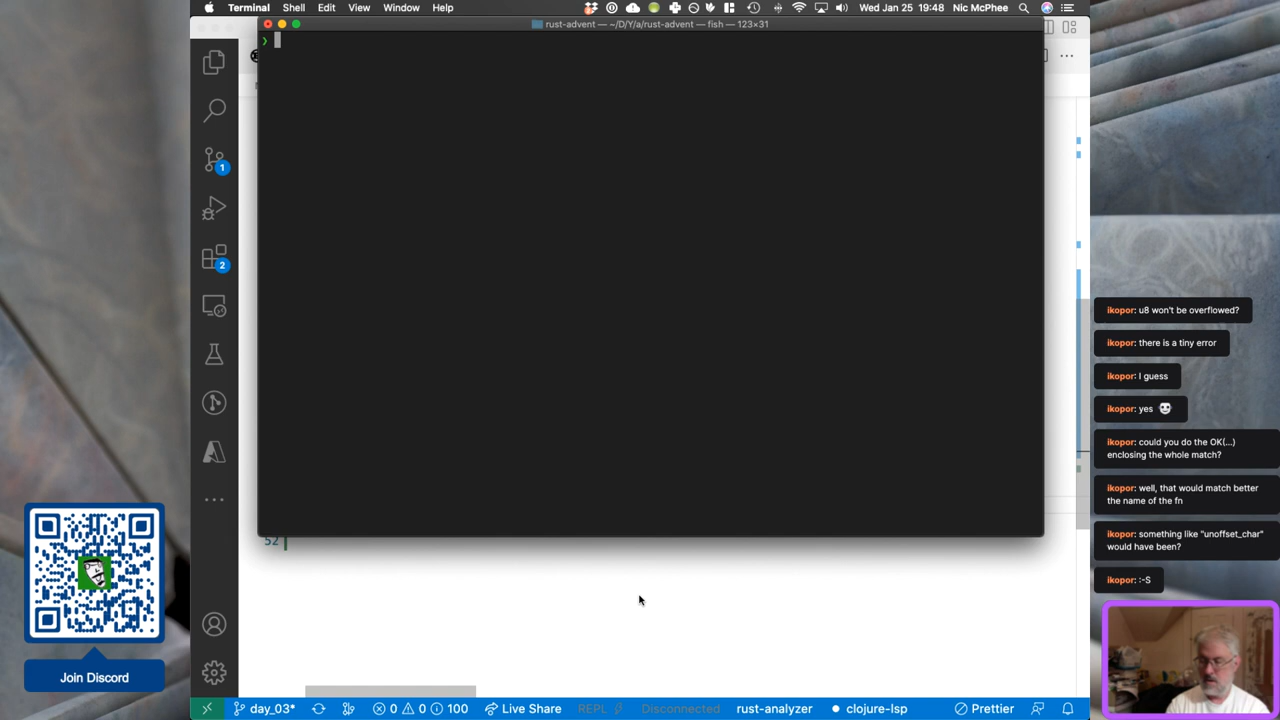 Terminal Shell Edit View Window Help Wed Jan 25 19:48 Nic McPhee
rust-advent — ~/D/Y/a/rust-advent — fish — 123×31
❯
1
2
52
ikopor: u8 won't be overflowed?
ikopor: there is a tiny error
ikopor: I guess
ikopor: yes
ikopor: could you do the OK(...)
enclosing the whole match?
ikopor: well, that would match better
the name of the fn
ikopor: something like "unoffset_char"
would have been?
ikopor: :-S
Join Discord
day_03* 0 0 100 Live Share REPL Disconnected rust-analyzer clojure-lsp Prettier